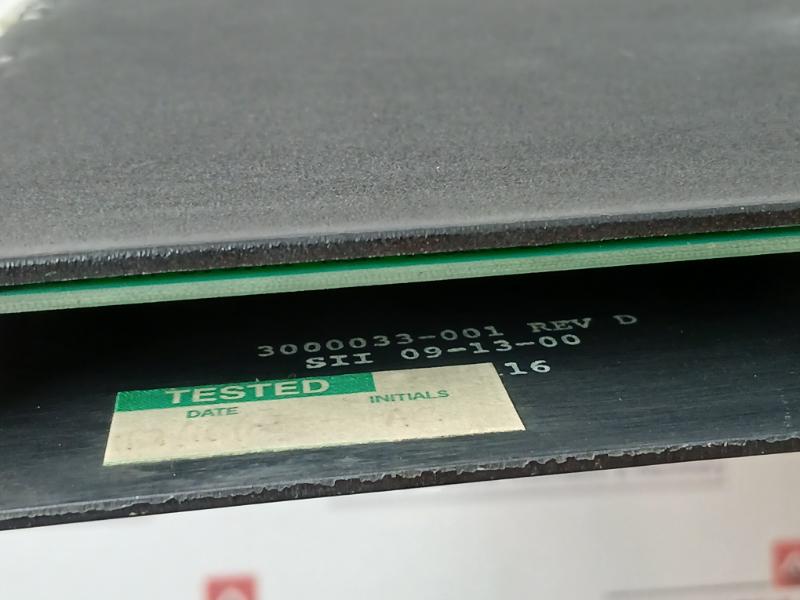 3000033-001 REV D
SII 09-13-00
16
TESTED
DATE INITIALS